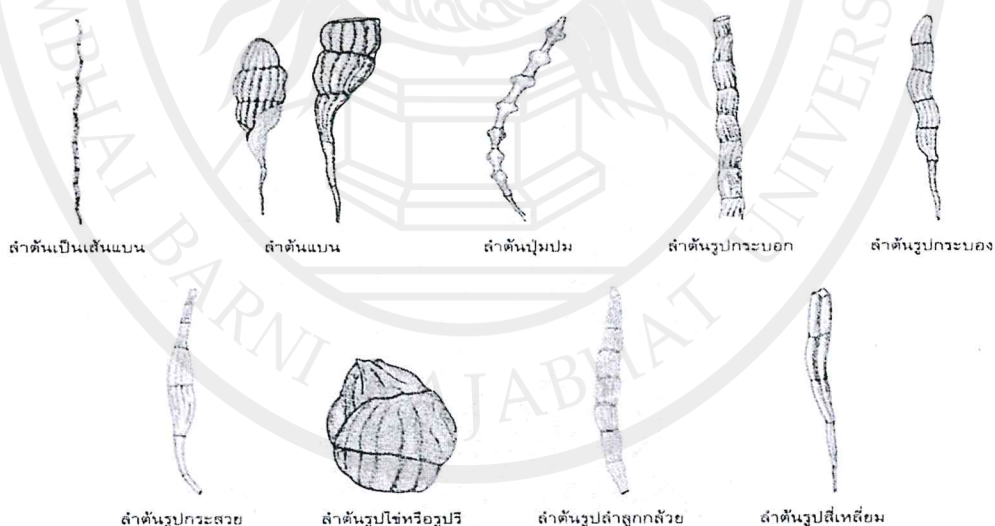 ลำต้นเป็นเส้นแบน ลำต้นแบน ลำต้นปุ่มปม ลำต้นรูปกระบอก ลำต้นรูปกระบอง
ลำต้นรูปกระสวย ลำต้นรูปไข่หรือรูปรี ลำต้นรูปลำลูกกล้วย ลำต้นรูปสี่เหลี่ยม
BARNI RAJABHAT UNIVERS